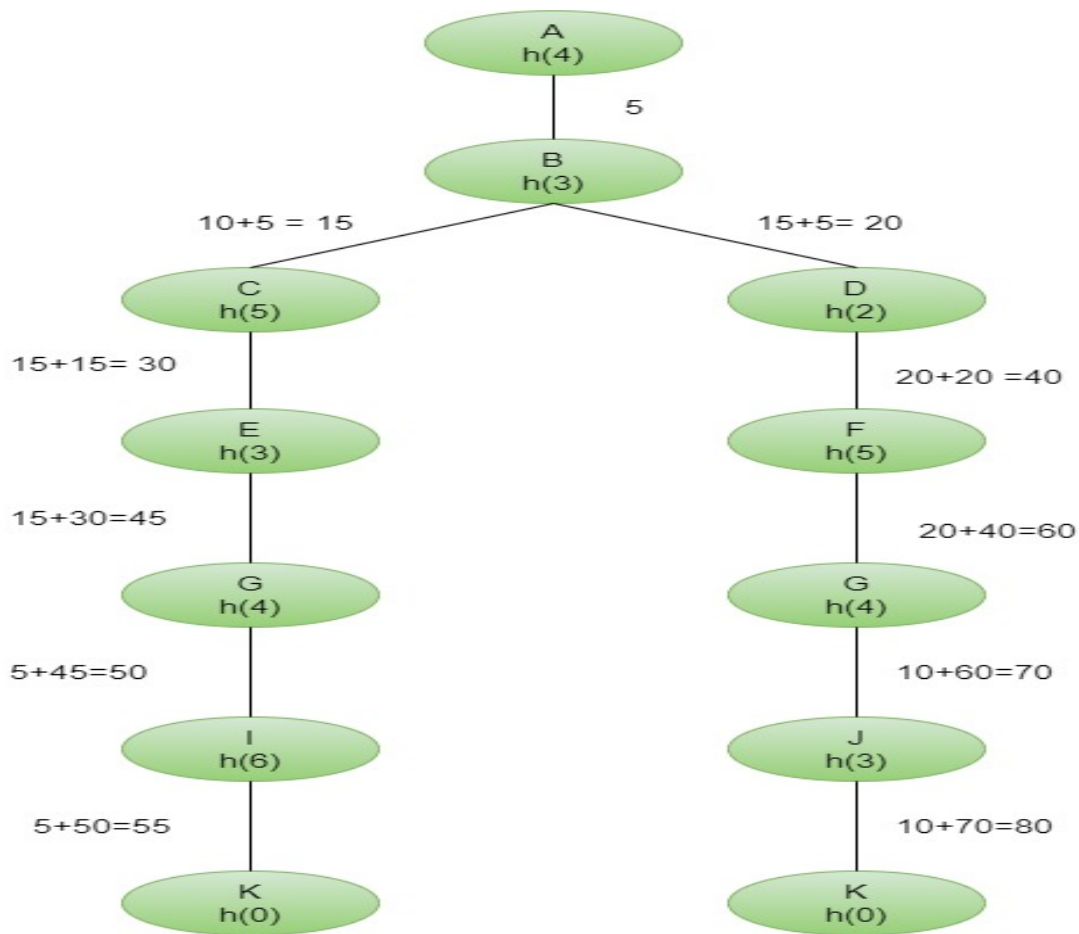 A
h(4)
5
B
h(3)
10+5 = 15
15+5= 20
C
h(5)
D
h(2)
15+15= 30
20+20 =40
E
h(3)
F
h(5)
15+30=45
20+40=60
G
h(4)
G
h(4)
5+45=50
10+60=70
I
h(6)
J
h(3)
5+50=55
10+70=80
K
h(0)
K
h(0)